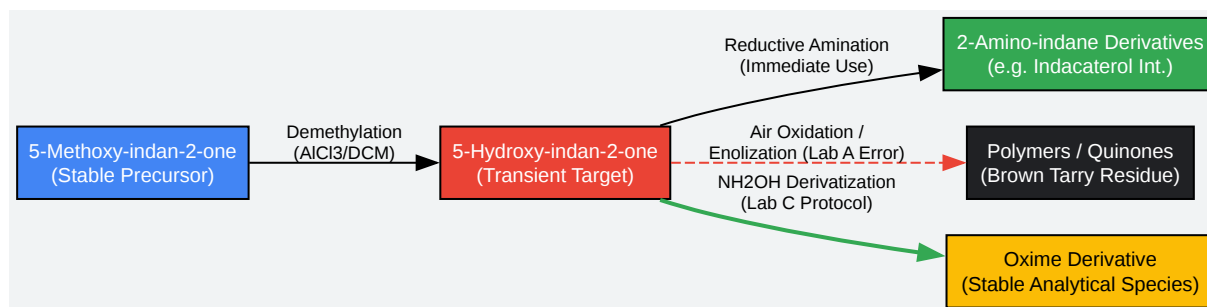 Reductive Amination
(Immediate Use)
2-Amino-indane Derivatives
(e.g. Indacaterol Int.)
5-Methoxy-indan-2-one
(Stable Precursor)
Demethylation
(AlCl3/DCM)
5-Hydroxy-indan-2-one
(Transient Target)
Air Oxidation /
Enolization (Lab A Error)
Polymers / Quinones
(Brown Tarry Residue)
NH2OH Derivatization
(Lab C Protocol)
Oxime Derivative
(Stable Analytical Species)